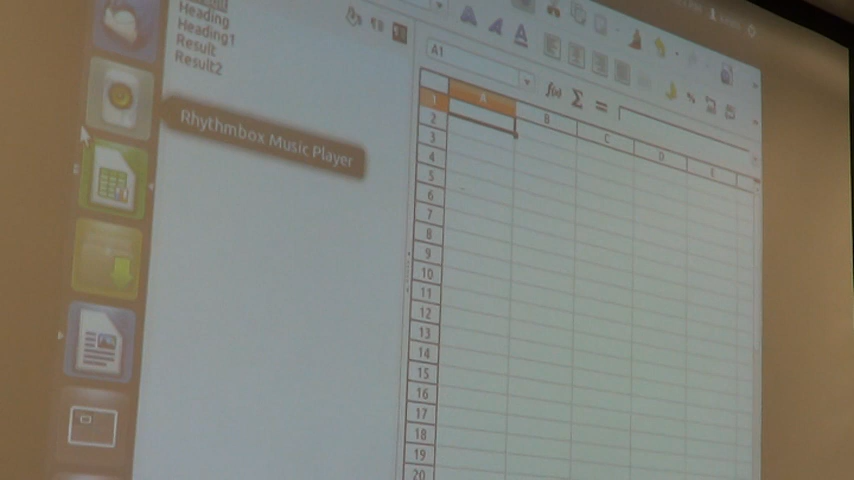 Heading
Heading1
Result
Result2
Rhythmbox Music Player
A1
f(x) Σ =
A B C D E
1
2
3
4
5
6
7
8
9
10
11
12
13
14
15
16
17
18
19
20